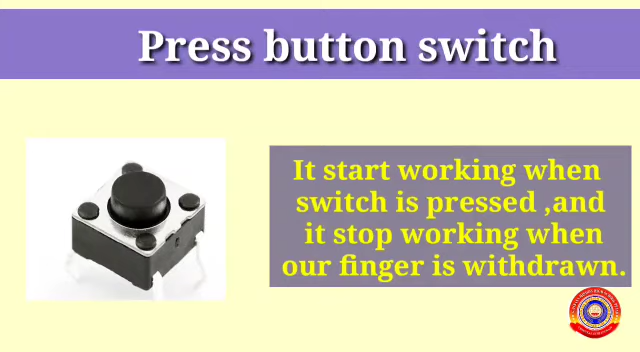 Press button switch
It start working when
switch is pressed ,and
it stop working when
our finger is withdrawn.